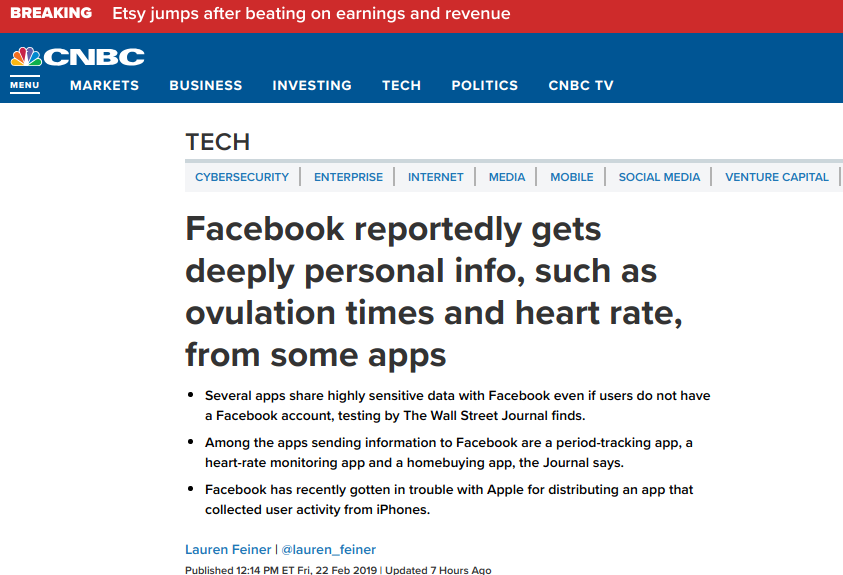 BREAKING Etsy jumps after beating on earnings and revenue
CNBC
MENU MARKETS BUSINESS INVESTING TECH POLITICS CNBC TV
TECH
CYBERSECURITY | ENTERPRISE | INTERNET | MEDIA | MOBILE | SOCIAL MEDIA | VENTURE CAPITAL |
Facebook reportedly gets
deeply personal info, such as
ovulation times and heart rate,
from some apps
• Several apps share highly sensitive data with Facebook even if users do not have
a Facebook account, testing by The Wall Street Journal finds.
• Among the apps sending information to Facebook are a period-tracking app, a
heart-rate monitoring app and a homebuying app, the Journal says.
• Facebook has recently gotten in trouble with Apple for distributing an app that
collected user activity from iPhones.
Lauren Feiner | @lauren_feiner
Published 12:14 PM ET Fri, 22 Feb 2019 | Updated 7 Hours Ago